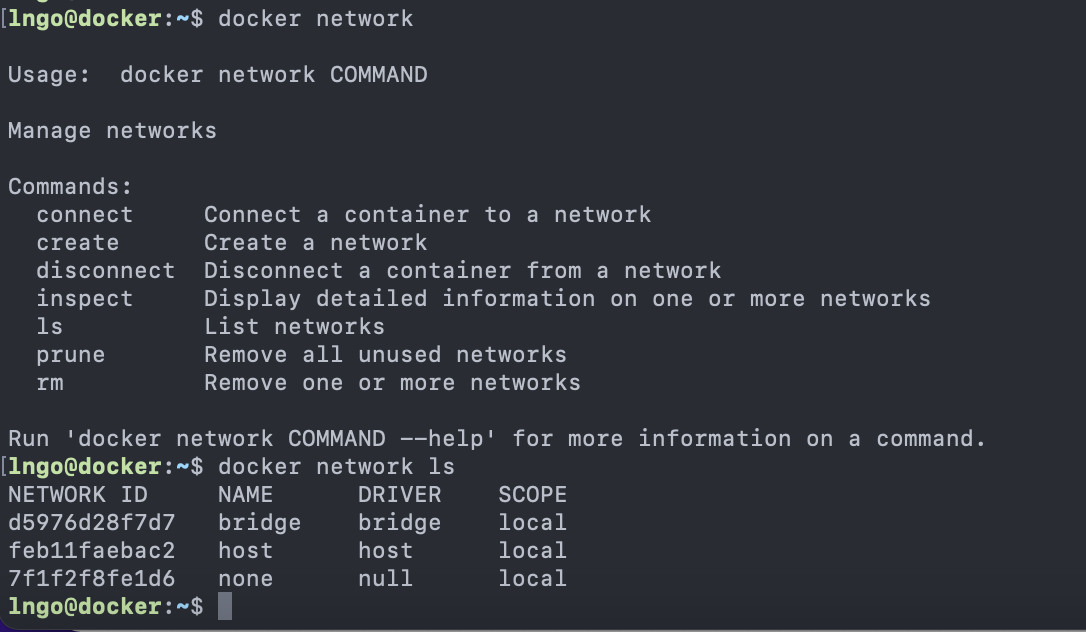 [lngo@docker:~$ docker network

Usage:  docker network COMMAND

Manage networks

Commands:
  connect     Connect a container to a network
  create      Create a network
  disconnect  Disconnect a container from a network
  inspect     Display detailed information on one or more networks
  ls          List networks
  prune       Remove all unused networks
  rm          Remove one or more networks

Run 'docker network COMMAND --help' for more information on a command.
[lngo@docker:~$ docker network ls
NETWORK ID     NAME      DRIVER    SCOPE
d5976d28f7d7   bridge    bridge    local
feb11faebac2   host      host      local
7f1f2f8fe1d6   none      null      local
lngo@docker:~$